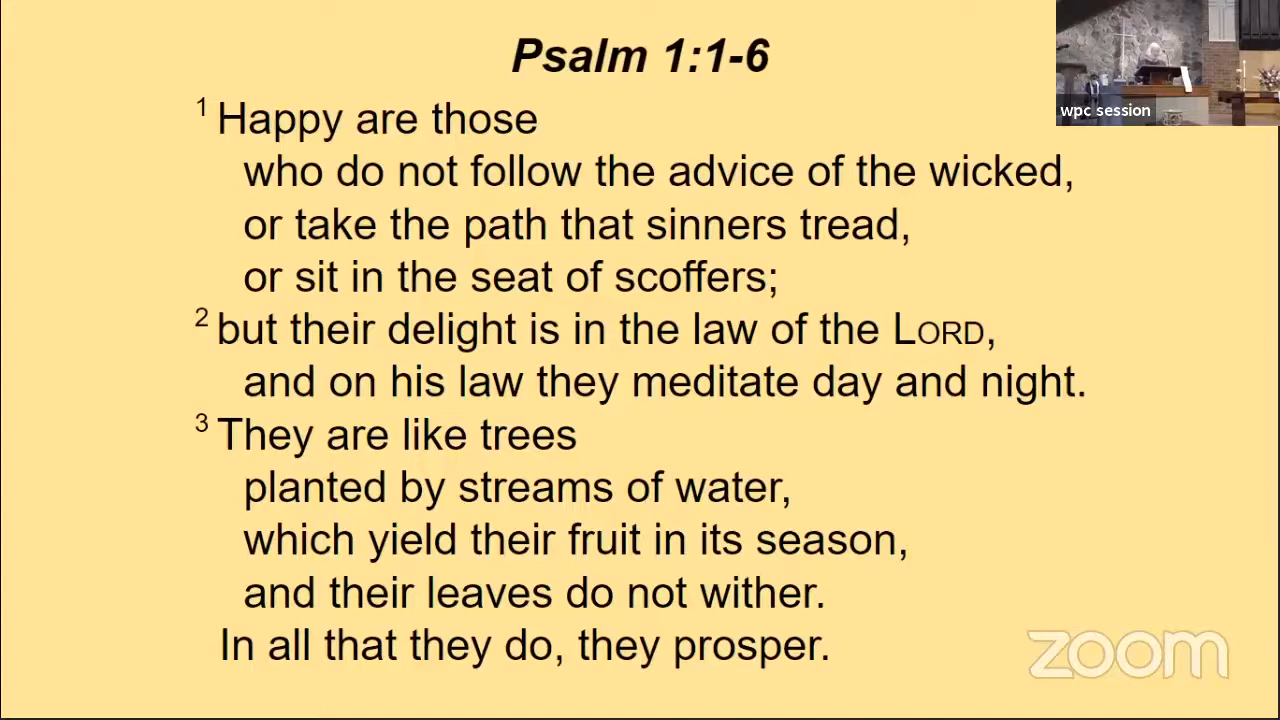 Psalm 1:1-6
wpc session
1 Happy are those
who do not follow the advice of the wicked,
or take the path that sinners tread,
or sit in the seat of scoffers;
2 but their delight is in the law of the LORD,
and on his law they meditate day and night.
3 They are like trees
planted by streams of water,
which yield their fruit in its season,
and their leaves do not wither.
In all that they do, they prosper.
zoom